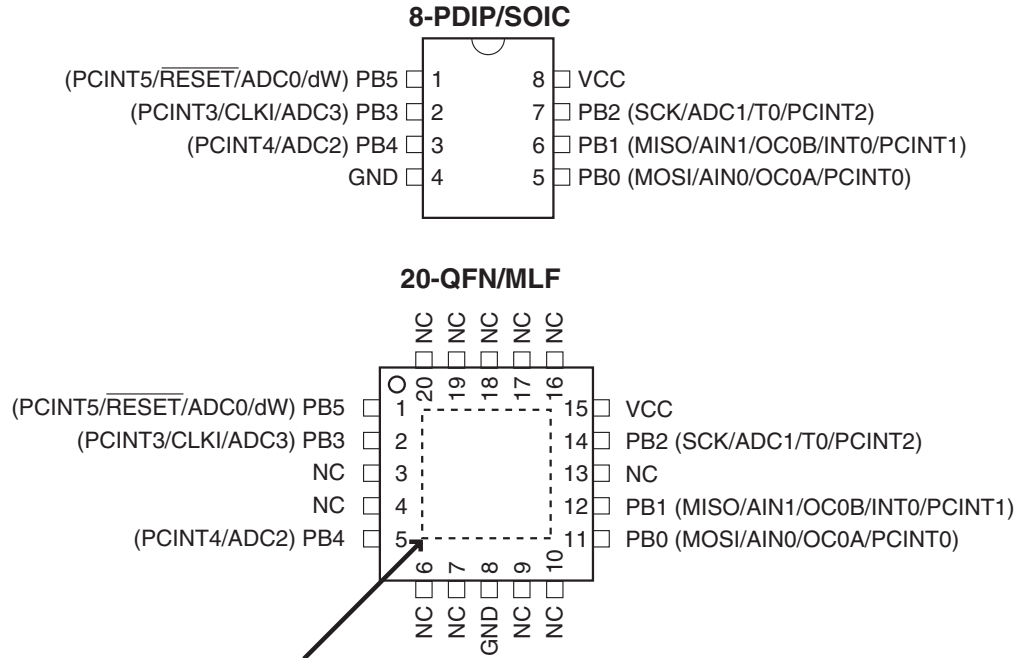 8-PDIP/SOIC
(PCINT5/RESET/ADC0/dW) PB5 1 8 VCC
(PCINT3/CLKI/ADC3) PB3 2 7 PB2 (SCK/ADC1/T0/PCINT2)
(PCINT4/ADC2) PB4 3 6 PB1 (MISO/AIN1/OC0B/INT0/PCINT1)
GND 4 5 PB0 (MOSI/AIN0/OC0A/PCINT0)
20-QFN/MLF
NC NC NC NC NC
20 19 18 17 16
(PCINT5/RESET/ADC0/dW) PB5 1 15 VCC
(PCINT3/CLKI/ADC3) PB3 2 14 PB2 (SCK/ADC1/T0/PCINT2)
NC 3 13 NC
NC 4 12 PB1 (MISO/AIN1/OC0B/INT0/PCINT1)
(PCINT4/ADC2) PB4 5 11 PB0 (MOSI/AIN0/OC0A/PCINT0)
6 7 8 9 10
NC NC GND NC NC